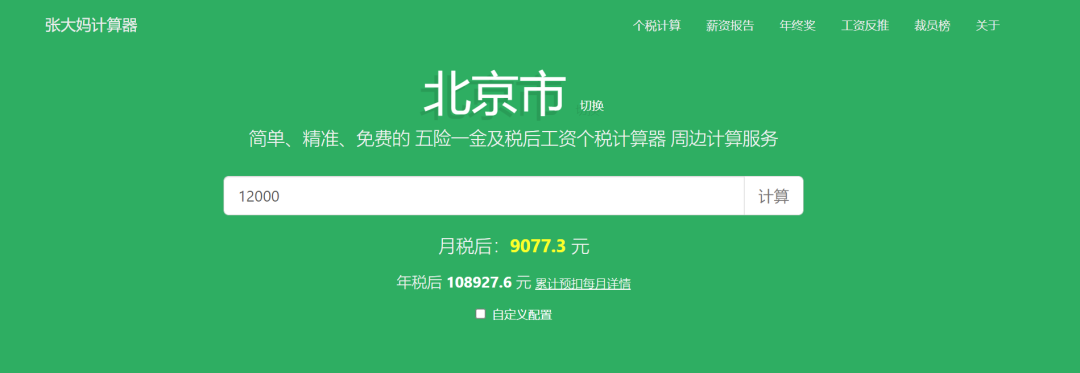 张大妈计算器 个税计算 薪资报告 年终奖 工资反推 裁员榜 关于
北京市 切换
简单、精准、免费的 五险一金及税后工资个税计算器 周边计算服务
12000 计算
月税后：9077.3 元
年税后 108927.6 元 累计预扣每月详情
自定义配置